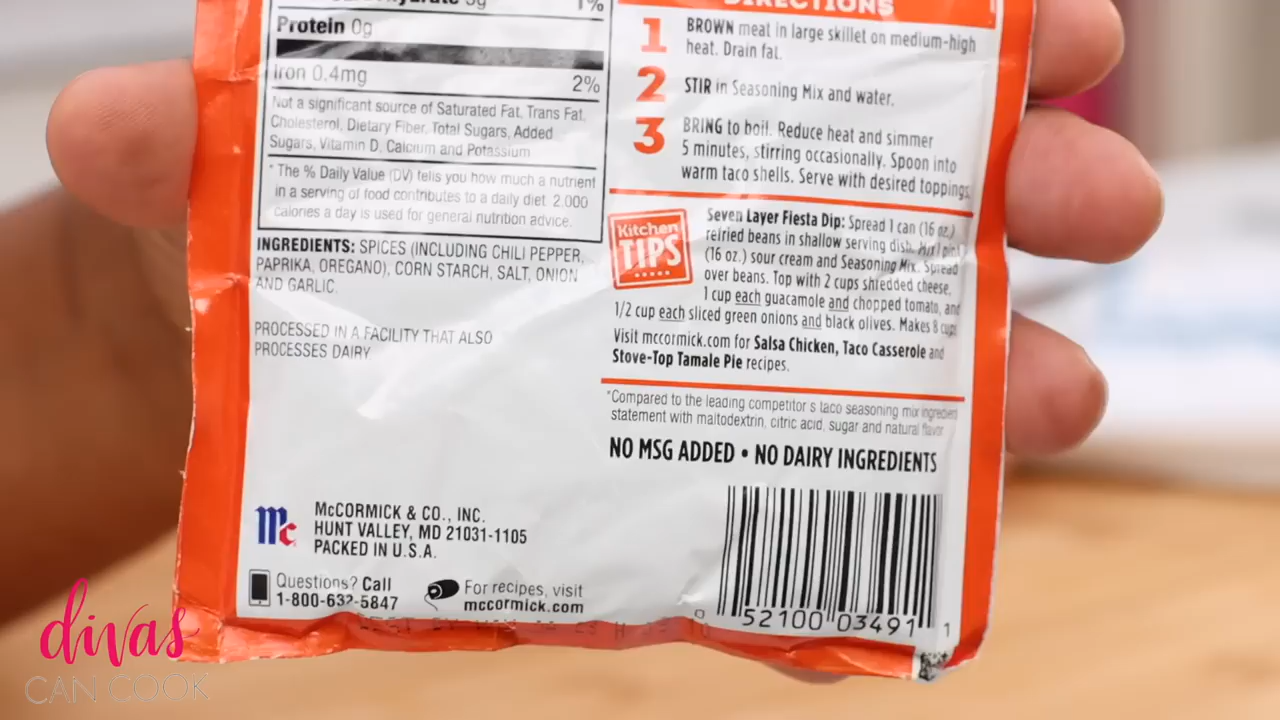 Protein 0g
1%
Iron 0.4mg 2%
Not a significant source of Saturated Fat, Trans Fat,
Cholesterol, Dietary Fiber, Total Sugars, Added
Sugars, Vitamin D, Calcium and Potassium
* The % Daily Value (DV) tells you how much a nutrient
in a serving of food contributes to a daily diet. 2,000
calories a day is used for general nutrition advice.
INGREDIENTS: SPICES (INCLUDING CHILI PEPPER,
PAPRIKA, OREGANO), CORN STARCH, SALT, ONION
AND GARLIC.
PROCESSED IN A FACILITY THAT ALSO
PROCESSES DAIRY
Mc
McCORMICK & CO., INC.
HUNT VALLEY, MD 21031-1105
PACKED IN U.S.A.
Questions? Call
1-800-632-5847
For recipes, visit
mccormick.com
DIRECTIONS
1 BROWN meat in large skillet on medium-high
heat. Drain fat.
2 STIR in Seasoning Mix and water.
3 BRING to boil. Reduce heat and simmer
5 minutes, stirring occasionally. Spoon into
warm taco shells. Serve with desired toppings.
Kitchen
TIPS
Seven Layer Fiesta Dip: Spread 1 can (16 oz.)
refried beans in shallow serving dish. Mix 1 pint
(16 oz.) sour cream and Seasoning Mix. Spread
over beans. Top with 2 cups shredded cheese,
1 cup each guacamole and chopped tomato, and
1/2 cup each sliced green onions and black olives. Makes 8 cups
Visit mccormick.com for Salsa Chicken, Taco Casserole and
Stove-Top Tamale Pie recipes.
*Compared to the leading competitor's taco seasoning mix ingredient
statement with maltodextrin, citric acid, sugar and natural flavor
NO MSG ADDED • NO DAIRY INGREDIENTS
0 52100 03491 1
divas
CAN COOK